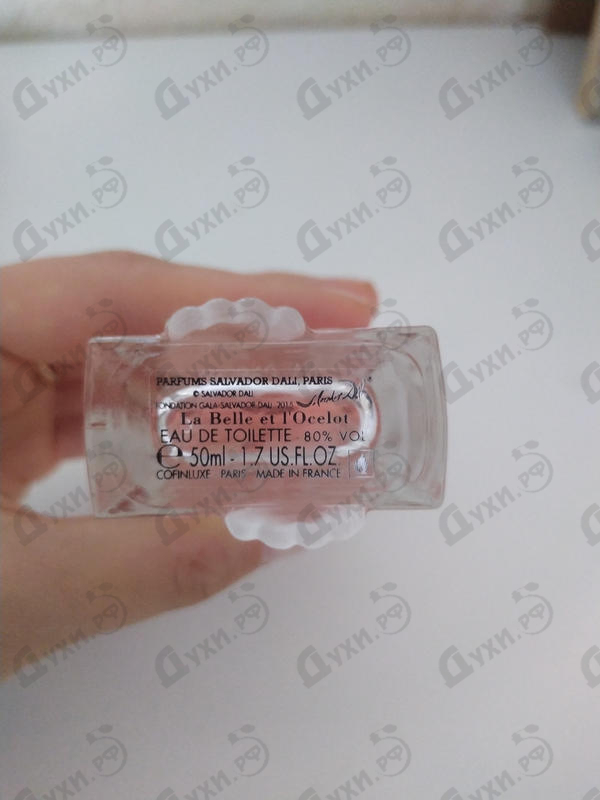 PARFUMS SALVADOR DALI, PARIS
© SALVADOR DALI
FONDATION GALA-SALVADOR DALI 2016
La Belle et l'Ocelot
EAU DE TOILETTE - 80% VOL
e 50ml - 1.7 US.FL.OZ.
COFINLUXE PARIS MADE IN FRANCE
Духи.РФ